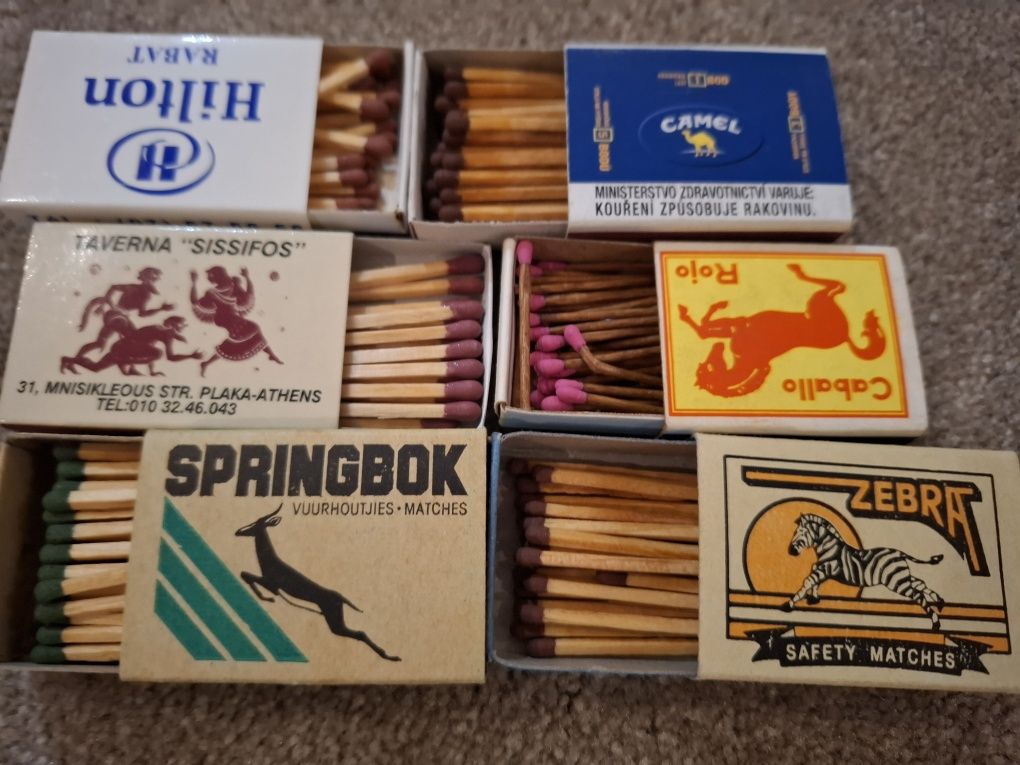 Hilton
RABAT
CAMEL
MINISTERSTVO ZDRAVOTNICTVÍ VARUJE:
KOUŘENÍ ZPŮSOBUJE RAKOVINU.
TAVERNA "SISSIFOS"
31, MNISIKLEOUS STR. PLAKA-ATHENS
TEL:010 32.46.043
Caballo
Rojo
SPRINGBOK
VUURHOUTJIES • MATCHES
ZEBRA
SAFETY MATCHES